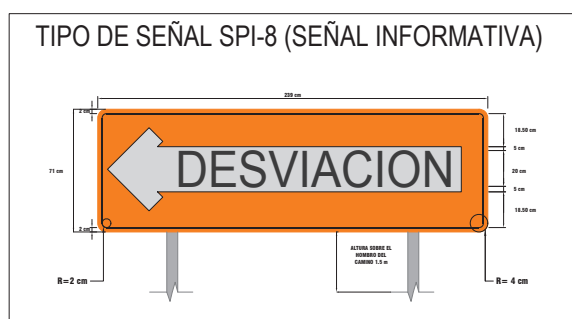 TIPO DE SEÑAL SPI-8 (SEÑAL INFORMATIVA)
239 cm
2 cm
18.50 cm
5 cm
71 cm
DESVIACION
20 cm
5 cm
18.50 cm
2 cm
ALTURA SOBRE EL
HOMBRO DEL
CAMINO 1.5 m
R=2 cm
R= 4 cm